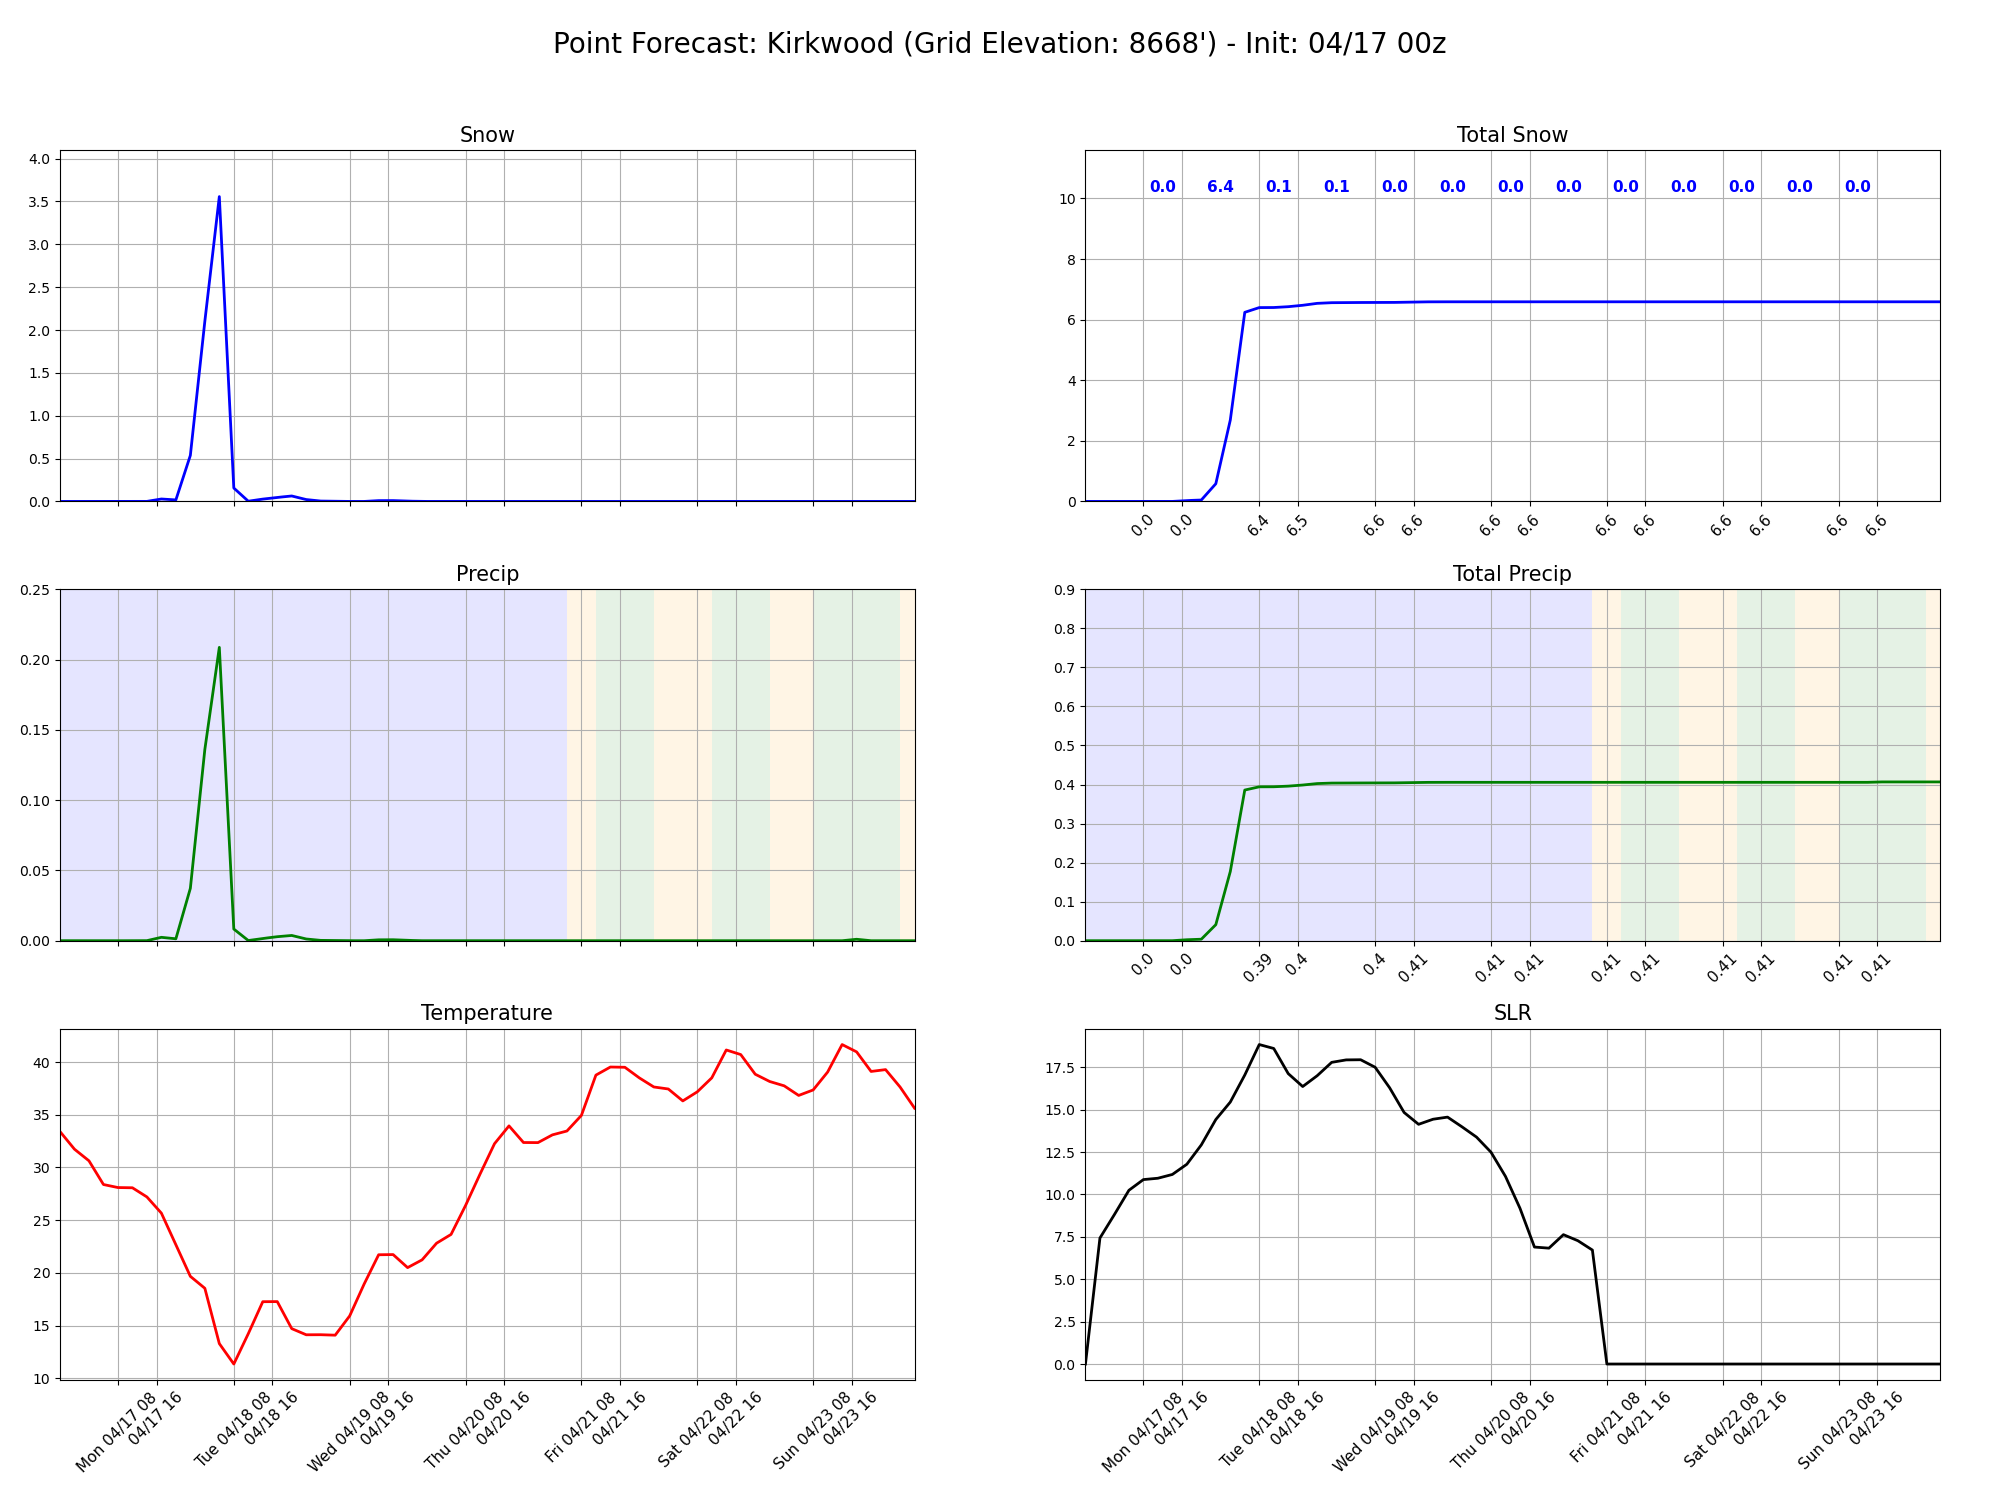 Point Forecast: Kirkwood (Grid Elevation: 8668') - Init: 04/17 00z
Snow
4.0
3.5
3.0
2.5
2.0
1.5
1.0
0.5
0.0
Total Snow
0.0 6.4 0.1 0.1 0.0 0.0 0.0 0.0 0.0 0.0 0.0 0.0 0.0
10
8
6
4
2
0
0.0 0.0 6.4 6.5 6.6 6.6 6.6 6.6 6.6 6.6 6.6 6.6 6.6 6.6
Precip
0.25
0.20
0.15
0.10
0.05
0.00
Total Precip
0.9
0.8
0.7
0.6
0.5
0.4
0.3
0.2
0.1
0.0
0.0 0.0 0.39 0.4 0.4 0.41 0.41 0.41 0.41 0.41 0.41 0.41 0.41 0.41
Temperature
40
35
30
25
20
15
10
Mon 04/17 08
04/17 16
Tue 04/18 08
04/18 16
Wed 04/19 08
04/19 16
Thu 04/20 08
04/20 16
Fri 04/21 08
04/21 16
Sat 04/22 08
04/22 16
Sun 04/23 08
04/23 16
SLR
17.5
15.0
12.5
10.0
7.5
5.0
2.5
0.0
Mon 04/17 08
04/17 16
Tue 04/18 08
04/18 16
Wed 04/19 08
04/19 16
Thu 04/20 08
04/20 16
Fri 04/21 08
04/21 16
Sat 04/22 08
04/22 16
Sun 04/23 08
04/23 16